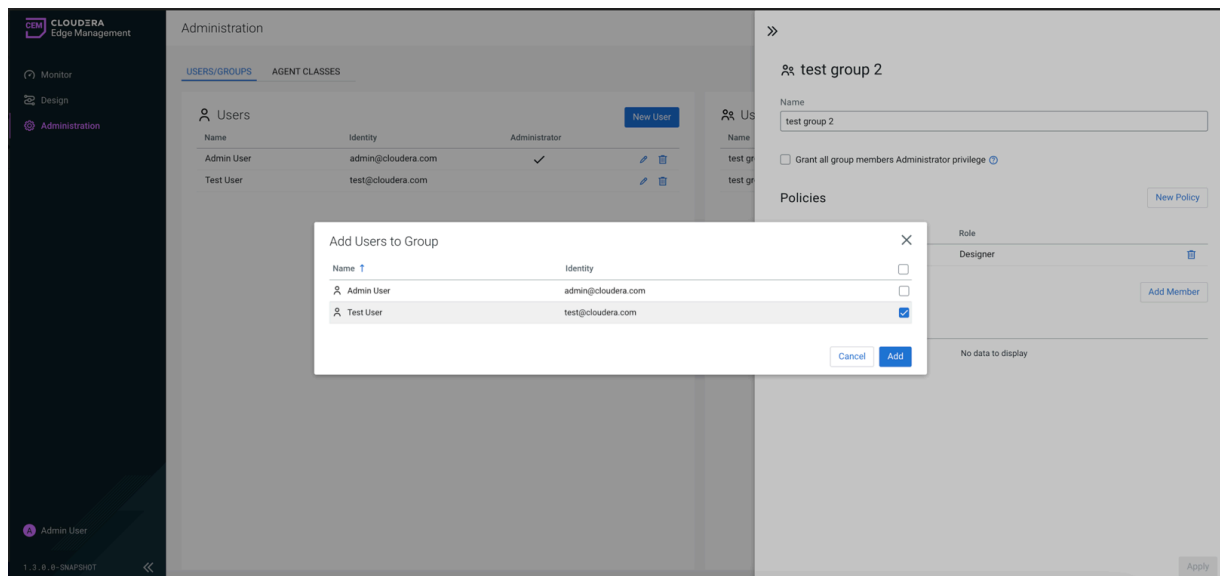 CEM CLOUDERA
Edge Management
Monitor
Design
Administration
A Admin User
1.3.0.0-SNAPSHOT
Administration
USERS/GROUPS AGENT CLASSES
Users
New User
Name Identity Administrator
Admin User admin@cloudera.com
Test User test@cloudera.com
Us
Name
test gr
test gr
test group 2
Name
test group 2
Grant all group members Administrator privilege
Policies
New Policy
Role
Designer
Add Member
No data to display
Apply
Add Users to Group
Name Identity
Admin User admin@cloudera.com
Test User test@cloudera.com
Cancel Add